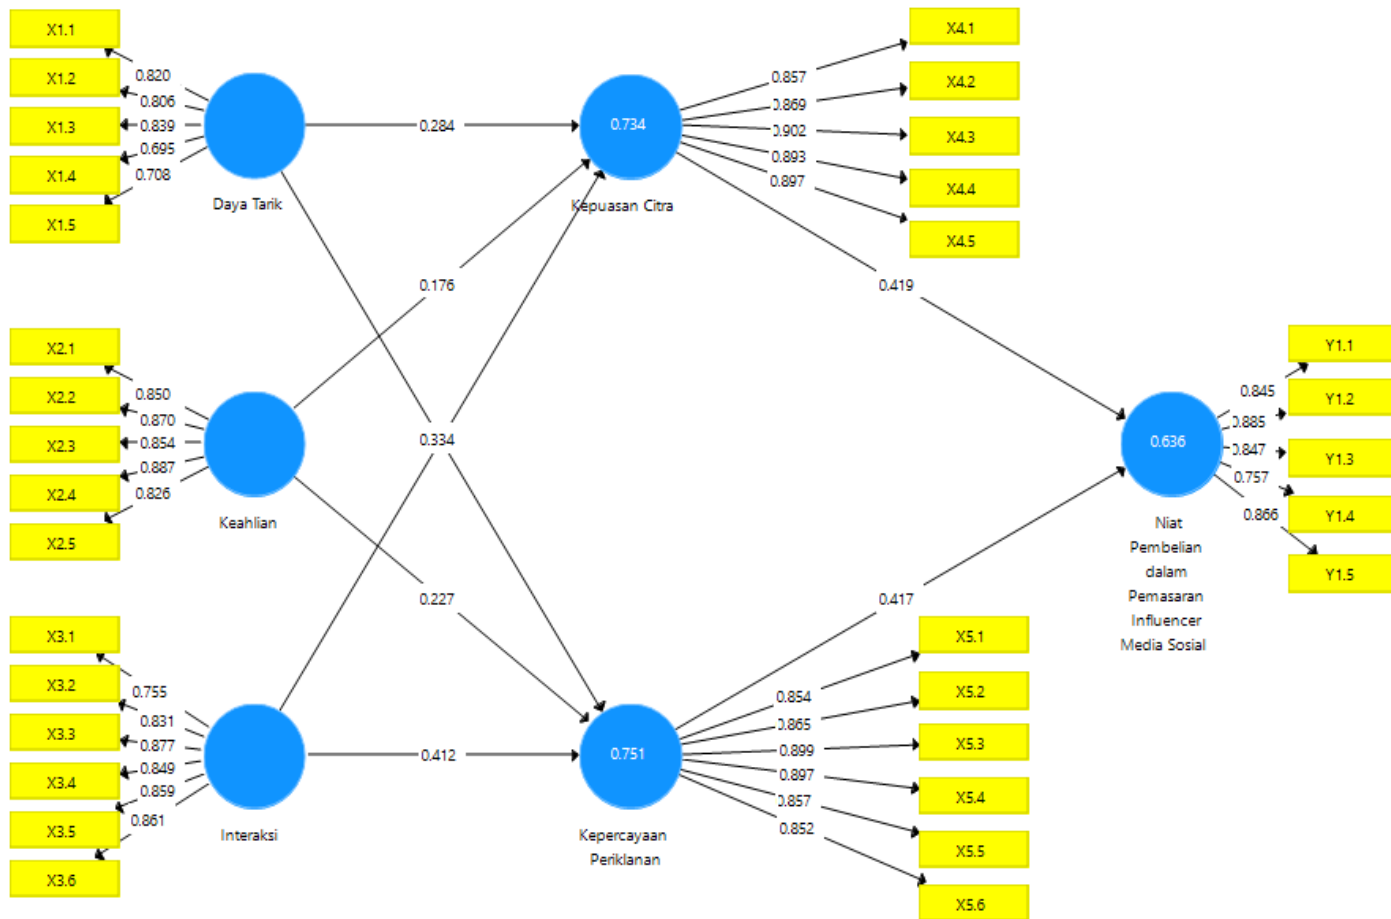 X1.1
X1.2
X1.3
X1.4
X1.5
0.820
0.806
0.839
0.695
0.708
Daya Tarik
0.284
0.734
Kepuasan Citra
0.857
0.869
0.902
0.893
0.897
X4.1
X4.2
X4.3
X4.4
X4.5
0.176
0.419
X2.1
X2.2
X2.3
X2.4
X2.5
0.850
0.870
0.854
0.887
0.826
Keahlian
0.334
0.227
0.636
Niat
Pembelian
dalam
Pemasaran
Influencer
Media Sosial
0.845
0.885
0.847
0.757
0.866
Y1.1
Y1.2
Y1.3
Y1.4
Y1.5
0.417
X3.1
X3.2
X3.3
X3.4
X3.5
X3.6
0.755
0.831
0.877
0.849
0.859
0.861
Interaksi
0.412
0.751
Kepercayaan
Periklanan
0.854
0.865
0.899
0.897
0.857
0.852
X5.1
X5.2
X5.3
X5.4
X5.5
X5.6